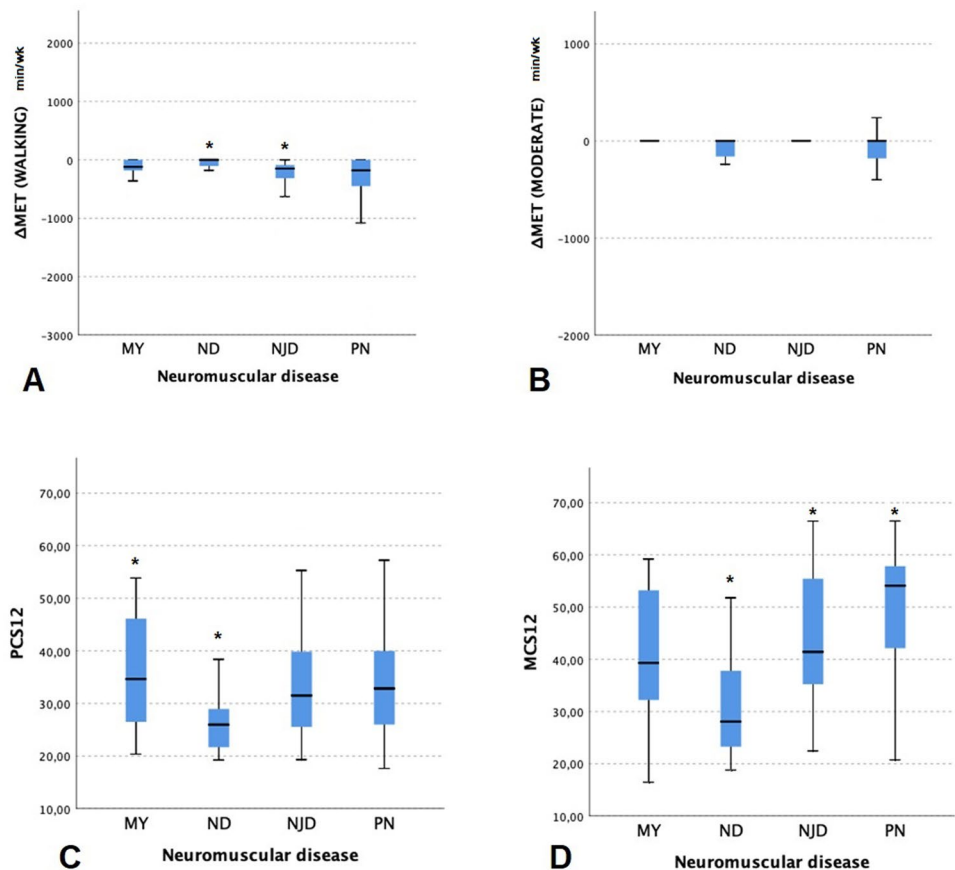 ΔMET (WALKING) min/wk
2000
1000
0
-1000
-2000
-3000
* *
MY ND NJD PN
Neuromuscular disease
A
ΔMET (MODERATE) min/wk
1000
0
-1000
-2000
MY ND NJD PN
Neuromuscular disease
B
PCS12
70,00
60,00
50,00
40,00
30,00
20,00
10,00
* *
MY ND NJD PN
Neuromuscular disease
C
MCS12
70,00
60,00
50,00
40,00
30,00
20,00
10,00
* * *
MY ND NJD PN
Neuromuscular disease
D